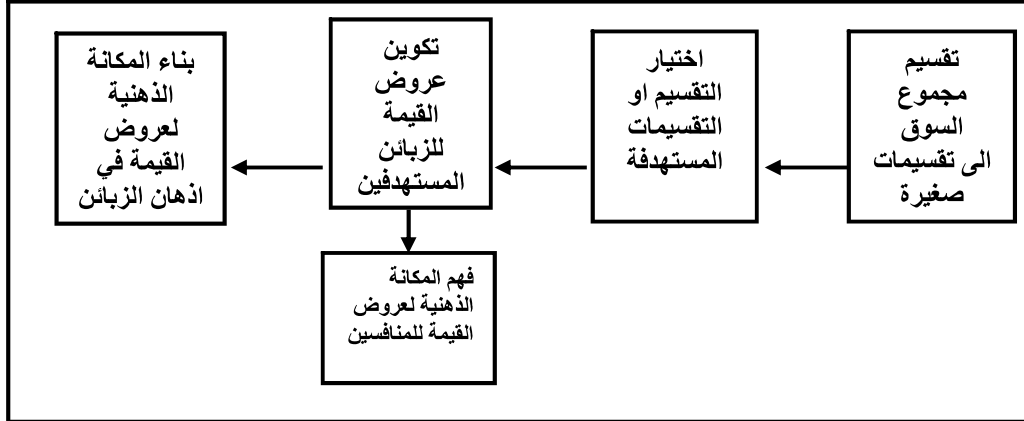 تقسيم
مجموع
السوق
الى تقسيمات
صغيرة
اختيار
التقسيم او
التقسيمات
المستهدفة
تكوين
عروض
القيمة
للزبائن
المستهدفين
بناء المكانة
الذهنية
لعروض
القيمة في
اذهان الزبائن
فهم المكانة
الذهنية لعروض
القيمة للمنافسين